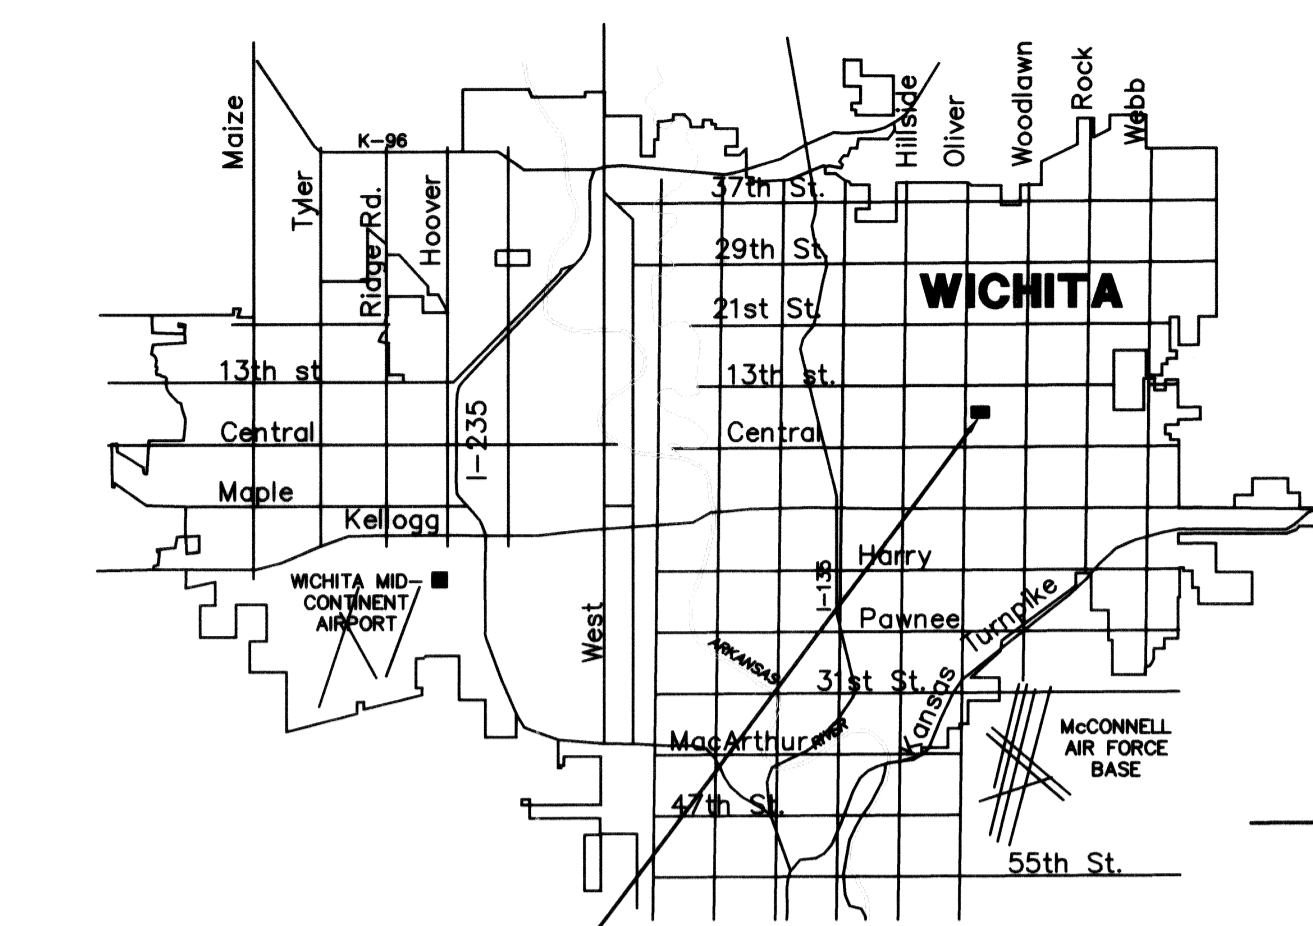 Maize
Tyler
K-96
Ridge Rd.
Hoover
Hillside
Oliver
Woodlawn
Rock
Webb
37th St.
29th St.
WICHITA
21st St.
13th st
13th st.
Central
Central
I-235
Maple
Kellogg
Harry
I-135
WICHITA MID-
CONTINENT
AIRPORT
West
Pawnee
Kansas Turnpike
ARKANSAS
RIVER
31st St.
MacArthur
McCONNELL
AIR FORCE
BASE
47th St.
55th St.